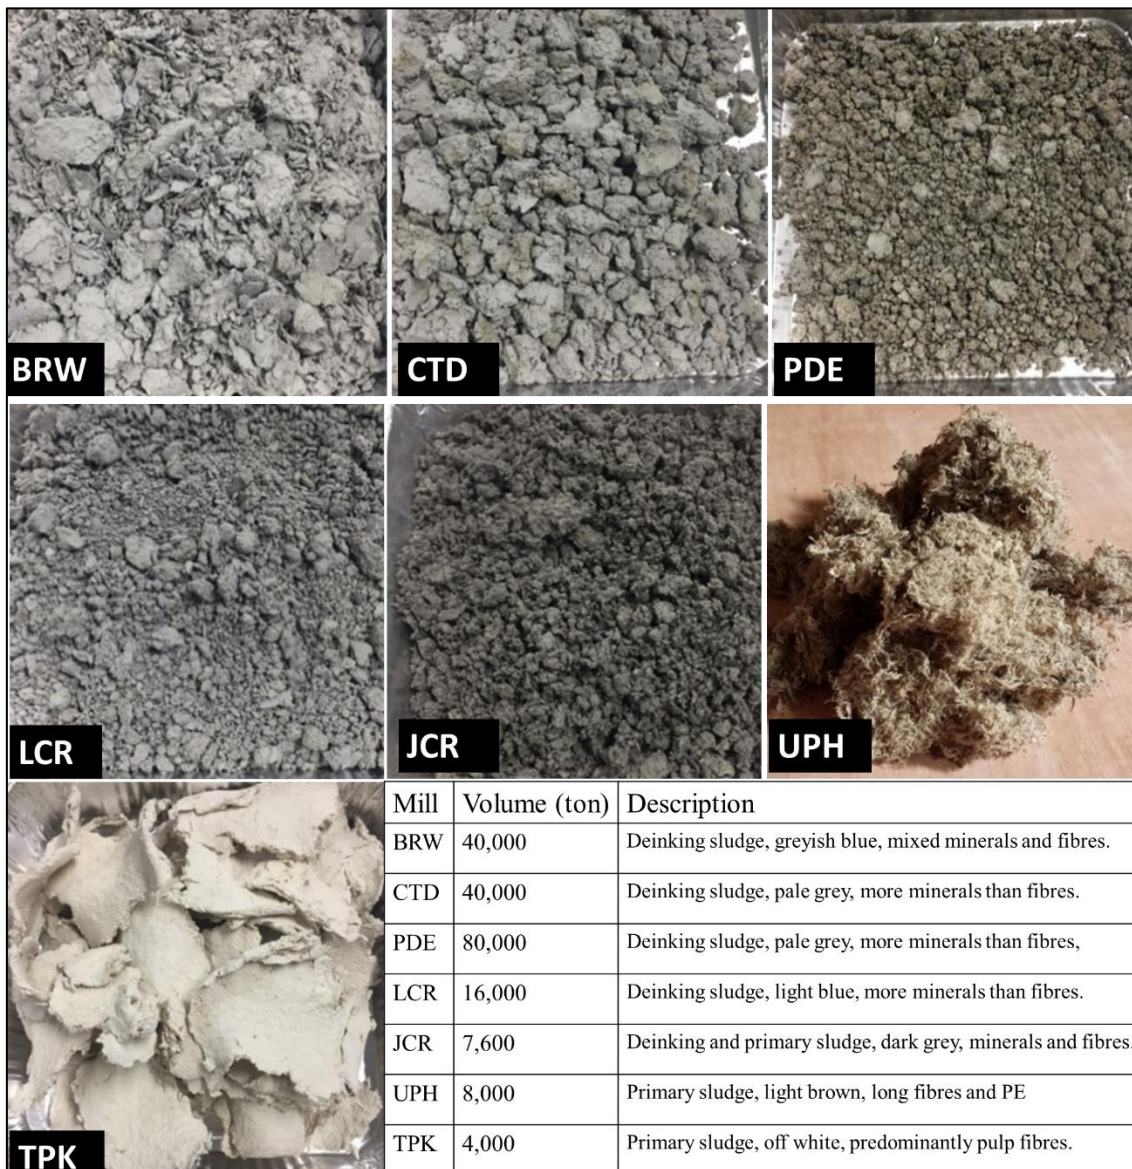 BRW
CTD
PDE
LCR
JCR
UPH
TPK
Mill Volume (ton) Description
BRW 40,000 Deinking sludge, greyish blue, mixed minerals and fibres.
CTD 40,000 Deinking sludge, pale grey, more minerals than fibres.
PDE 80,000 Deinking sludge, pale grey, more minerals than fibres,
LCR 16,000 Deinking sludge, light blue, more minerals than fibres.
JCR 7,600 Deinking and primary sludge, dark grey, minerals and fibres.
UPH 8,000 Primary sludge, light brown, long fibres and PE
TPK 4,000 Primary sludge, off white, predominantly pulp fibres.